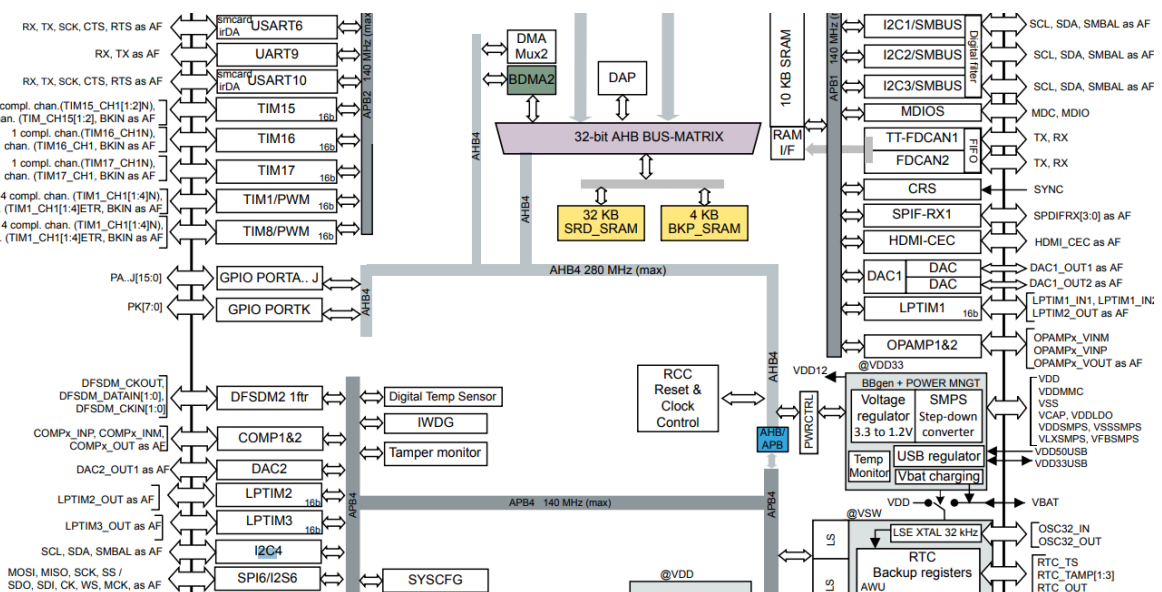 RX, TX, SCK, CTS, RTS as AF
smcard
irDA
USART6
RX, TX as AF
UART9
RX, TX, SCK, CTS, RTS as AF
smcard
irDA
USART10
compl. chan.(TIM15_CH1[1:2]N),
an. (TIM_CH15[1:2], BKIN as AF
TIM15
16b
1 compl. chan.(TIM16_CH1N),
chan. (TIM16_CH1, BKIN as AF
TIM16
16b
1 compl. chan.(TIM17_CH1N),
chan. (TIM17_CH1, BKIN as AF
TIM17
16b
4 compl. chan. (TIM1_CH1[1:4]N),
. (TIM1_CH1[1:4]ETR, BKIN as AF
TIM1/PWM
16b
4 compl. chan. (TIM1_CH1[1:4]N),
. (TIM1_CH1[1:4]ETR, BKIN as AF
TIM8/PWM
16b
APB2 140 MHz (max)
PA..J[15:0]
GPIO PORTA.. J
PK[7:0]
GPIO PORTK
AHB4
DFSDM_CKOUT,
DFSDM_DATAIN[1:0],
DFSDM_CKIN[1:0]
DFSDM2 1ftr
COMPx_INP, COMPx_INM,
COMPx_OUT as AF
COMP1&2
DAC2_OUT1 as AF
DAC2
LPTIM2_OUT as AF
LPTIM2
16b
LPTIM3_OUT as AF
LPTIM3
16b
SCL, SDA, SMBAL as AF
I2C4
MOSI, MISO, SCK, SS /
SDO, SDI, CK, WS, MCK, as AF
SPI6/I2S6
APB4
Digital Temp Sensor
IWDG
Tamper monitor
SYSCFG
DMA
Mux2
BDMA2
DAP
32-bit AHB BUS-MATRIX
AHB4
AHB4
32 KB
SRD_SRAM
4 KB
BKP_SRAM
AHB4 280 MHz (max)
APB4 140 MHz (max)
RCC
Reset &
Clock
Control
AHB4
AHB/
APB
APB4
PWRCTRL
@VDD
10 KB SRAM
RAM
I/F
APB1 140 MHz (
I2C1/SMBUS
I2C2/SMBUS
I2C3/SMBUS
Digital filter
SCL, SDA, SMBAL as AF
SCL, SDA, SMBAL as AF
SCL, SDA, SMBAL as AF
MDIOS
MDC, MDIO
TT-FDCAN1
FDCAN2
FIFO
TX, RX
TX, RX
CRS
SYNC
SPIF-RX1
SPDIFRX[3:0] as AF
HDMI-CEC
HDMI_CEC as AF
DAC1
DAC
DAC
DAC1_OUT1 as AF
DAC1_OUT2 as AF
LPTIM1
16b
LPTIM1_IN1, LPTIM1_IN2
LPTIM2_OUT as AF
OPAMP1&2
OPAMPx_VINM
OPAMPx_VINP
OPAMPx_VOUT as AF
@VDD33
VDD12
BBgen + POWER MNGT
Voltage
regulator
3.3 to 1.2V
SMPS
Step-down
converter
USB regulator
Temp
Monitor
Vbat charging
VDD
VDDMMC
VSS
VCAP, VDDLDO
VDDSMPS, VSSSMPS
VLXSMPS, VFBSMPS
VDD50USB
VDD33USB
VDD
VBAT
@VSW
LS
LS
LSE XTAL 32 kHz
OSC32_IN
OSC32_OUT
RTC
Backup registers
AWU
RTC_TS
RTC_TAMP[1:3]
RTC_OUT